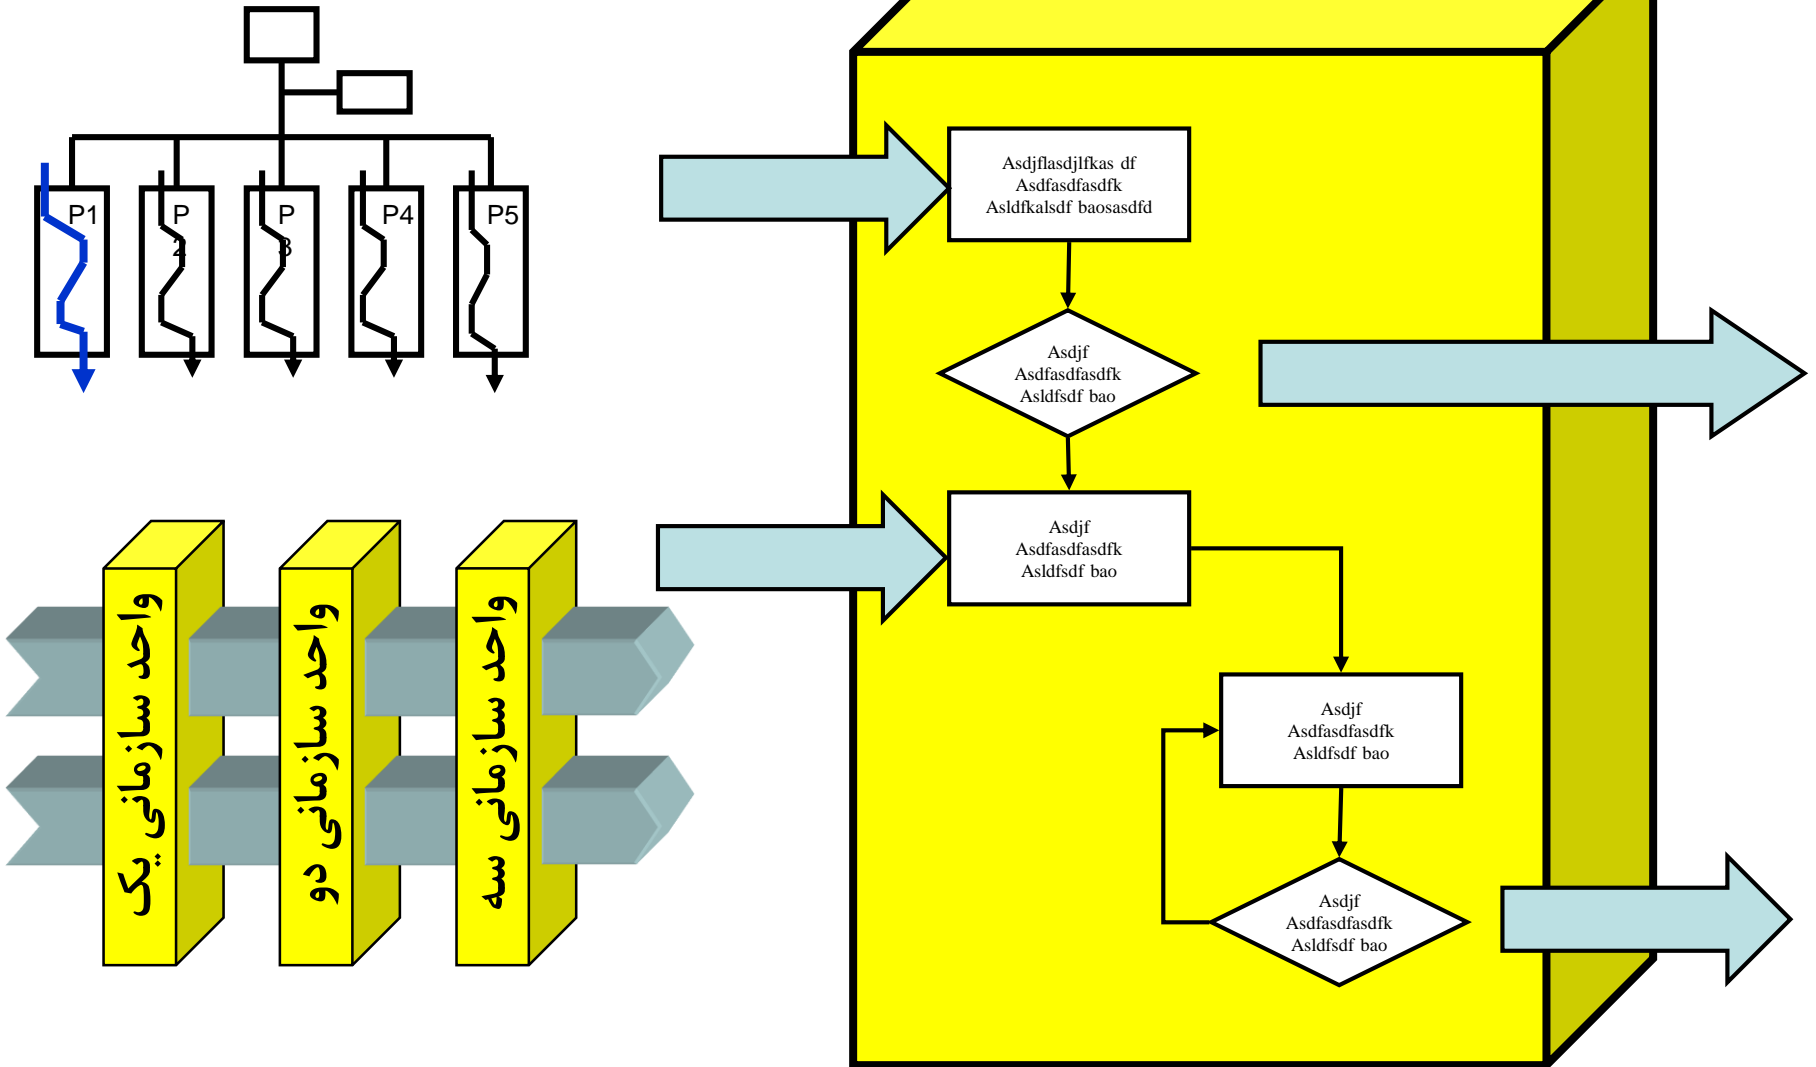 P1
P
2
P
3
P4
P5
Asdjflasdjlfkas df
Asdfasdfasdfk
Asldfkalsdf baosasdfd
Asdjf
Asdfasdfasdfk
Asldfsdf bao
Asdjf
Asdfasdfasdfk
Asldfsdf bao
Asdjf
Asdfasdfasdfk
Asldfsdf bao
Asdjf
Asdfasdfasdfk
Asldfsdf bao
واحد سازمانی یک
واحد سازمانی دو
واحد سازمانی سه